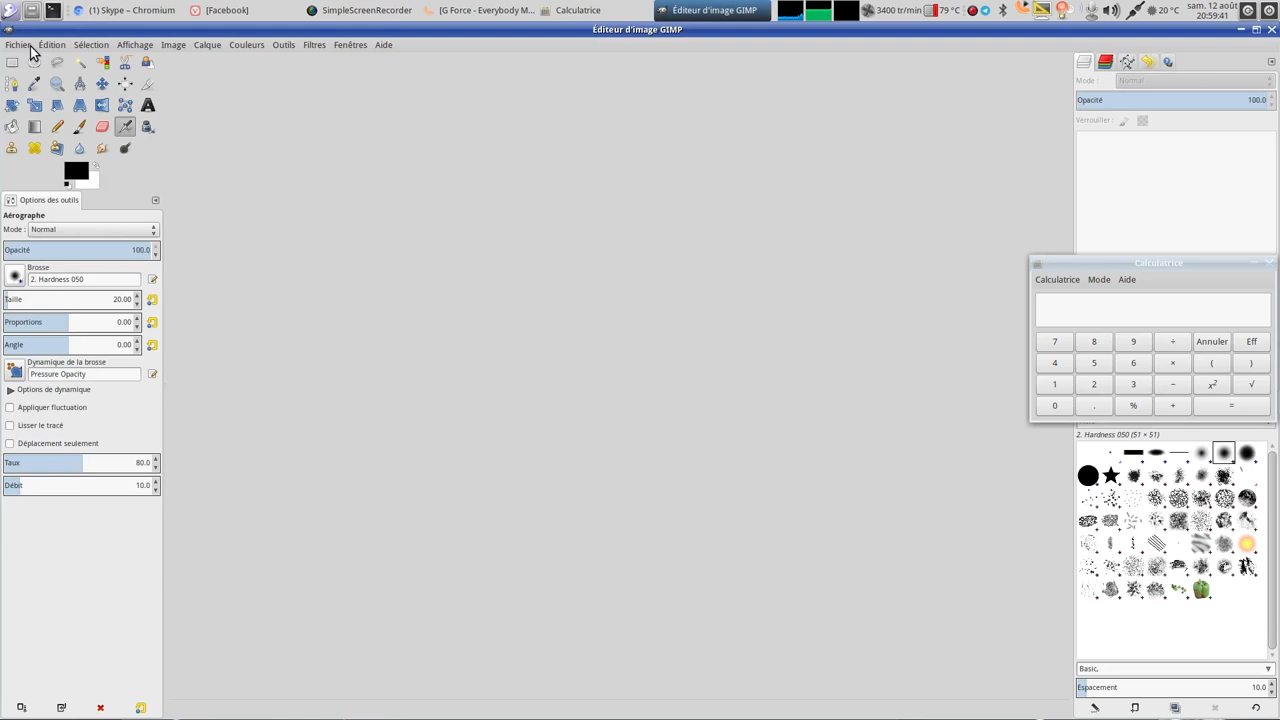 (1) Skype – Chromium [Facebook] SimpleScreenRecorder [G Force - Everybody M... Calculatrice Éditeur d'image GIMP 3400 tr/min 79 °C 20 °C sam. 12 août 20:59:41
Éditeur d'image GIMP
Fichier Édition Sélection Affichage Image Calque Couleurs Outils Filtres Fenêtres Aide
Mode : Normal
Opacité 100.0
Verrouiller :
Options des outils
Aérographe
Mode : Normal
Opacité 100.0
Brosse
2. Hardness 050
Taille 20.00
Proportions 0.00
Angle 0.00
Dynamique de la brosse
Pressure Opacity
Options de dynamique
Appliquer fluctuation
Lisser le tracé
Déplacement seulement
Taux 80.0
Débit 10.0
Calculatrice
Calculatrice Mode Aide
7 8 9 ÷ Annuler Eff
4 5 6 × ( )
1 2 3 − x² √
0 . % + =
2. Hardness 050 (51 × 51)
Basic,
Espacement 10.0